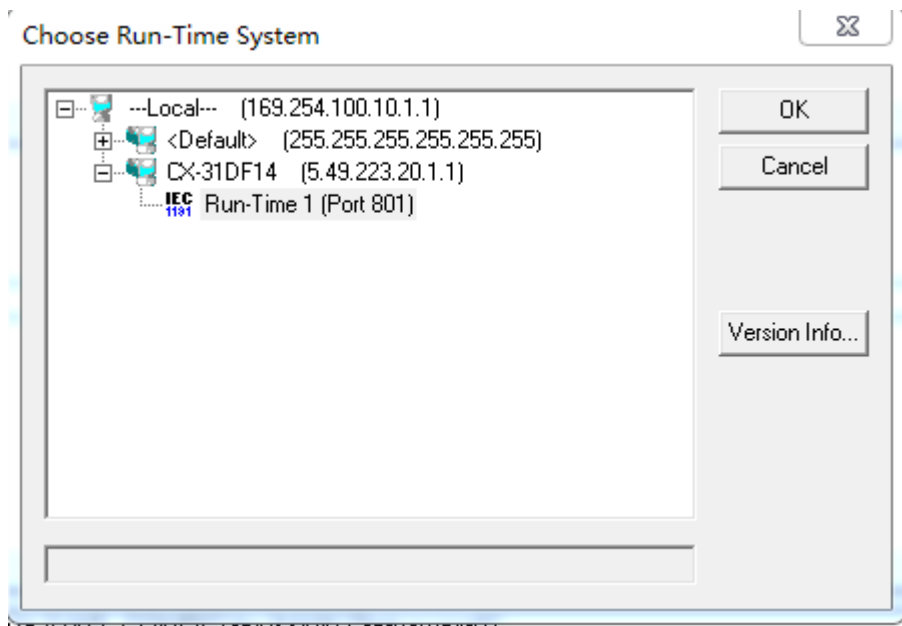 Choose Run-Time System
---Local--- (169.254.100.10.1.1)
OK
<Default> (255.255.255.255.255.255)
CX-31DF14 (5.49.223.20.1.1)
Cancel
IEC 1131 Run-Time 1 (Port 801)
Version Info...